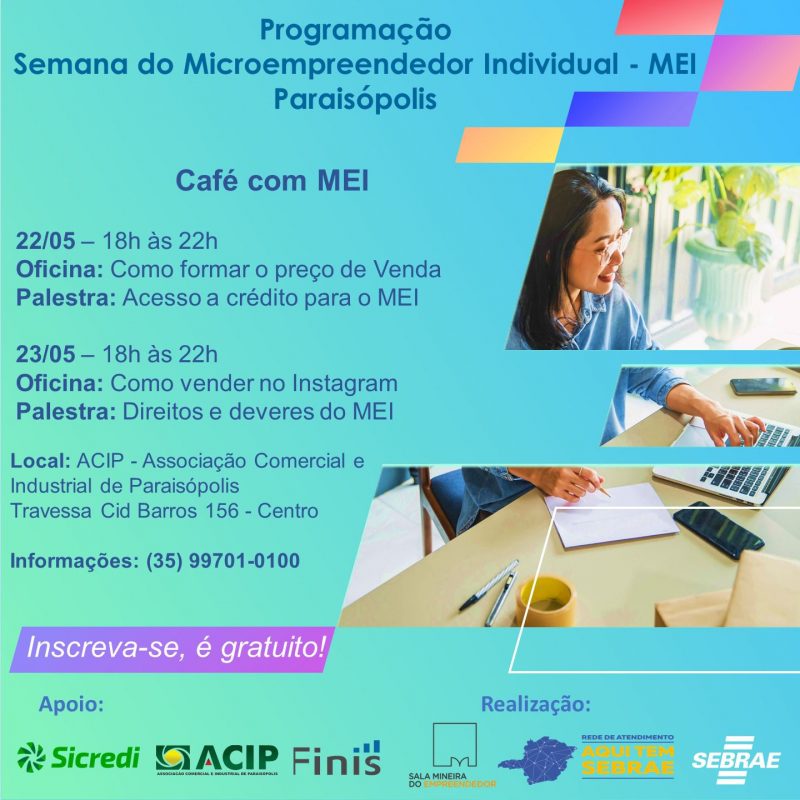 Programação
Semana do Microempreendedor Individual - MEI
Paraisópolis
Café com MEI
22/05 – 18h às 22h
Oficina: Como formar o preço de Venda
Palestra: Acesso a crédito para o MEI
23/05 – 18h às 22h
Oficina: Como vender no Instagram
Palestra: Direitos e deveres do MEI
Local: ACIP - Associação Comercial e
Industrial de Paraisópolis
Travessa Cid Barros 156 - Centro
Informações: (35) 99701-0100
Inscreva-se, é gratuito!
Apoio:
Sicredi
ACIP
ASSOCIAÇÃO COMERCIAL E INDUSTRIAL DE PARAISÓPOLIS
Finis
Realização:
SALA MINEIRA
DO EMPREENDEDOR
REDE DE ATENDIMENTO
AQUI TEM
SEBRAE
SEBRAE